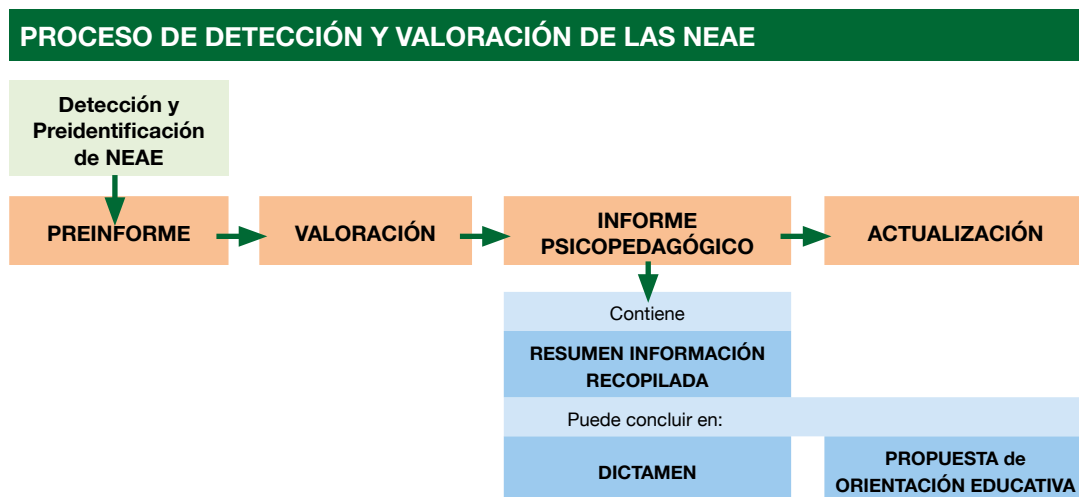 PROCESO DE DETECCIÓN Y VALORACIÓN DE LAS NEAE
Detección y
Preidentificación
de NEAE
PREINFORME
VALORACIÓN
INFORME
PSICOPEDAGÓGICO
ACTUALIZACIÓN
Contiene
RESUMEN INFORMACIÓN
RECOPILADA
Puede concluir en:
DICTAMEN
PROPUESTA de
ORIENTACIÓN EDUCATIVA